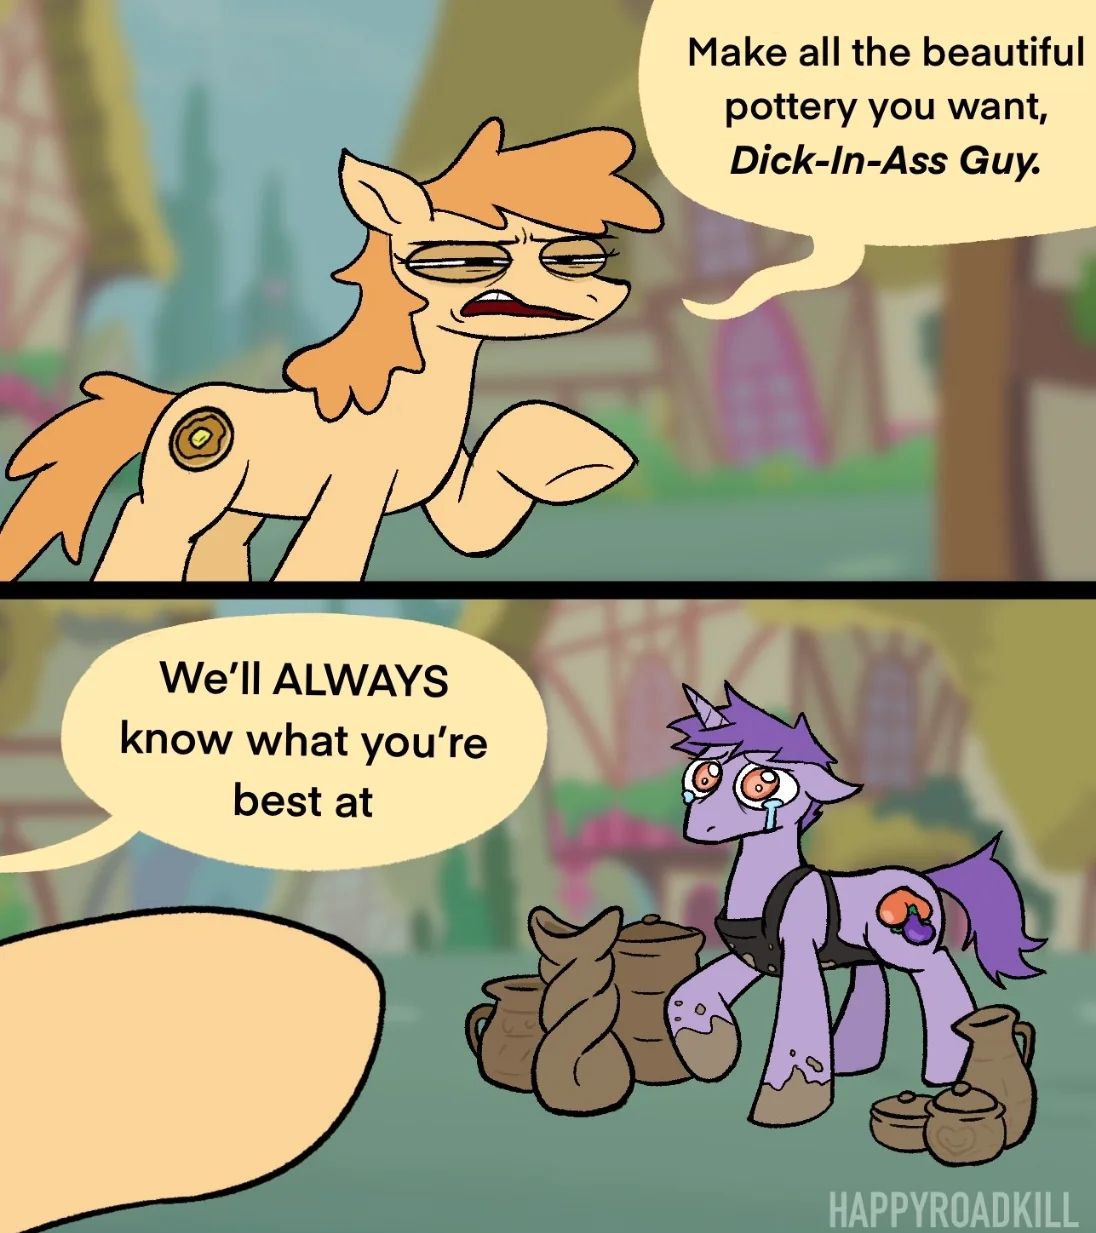 Make all the beautiful
pottery you want,
Dick-In-Ass Guy.
We'll ALWAYS
know what you're
best at
HAPPYROADKILL